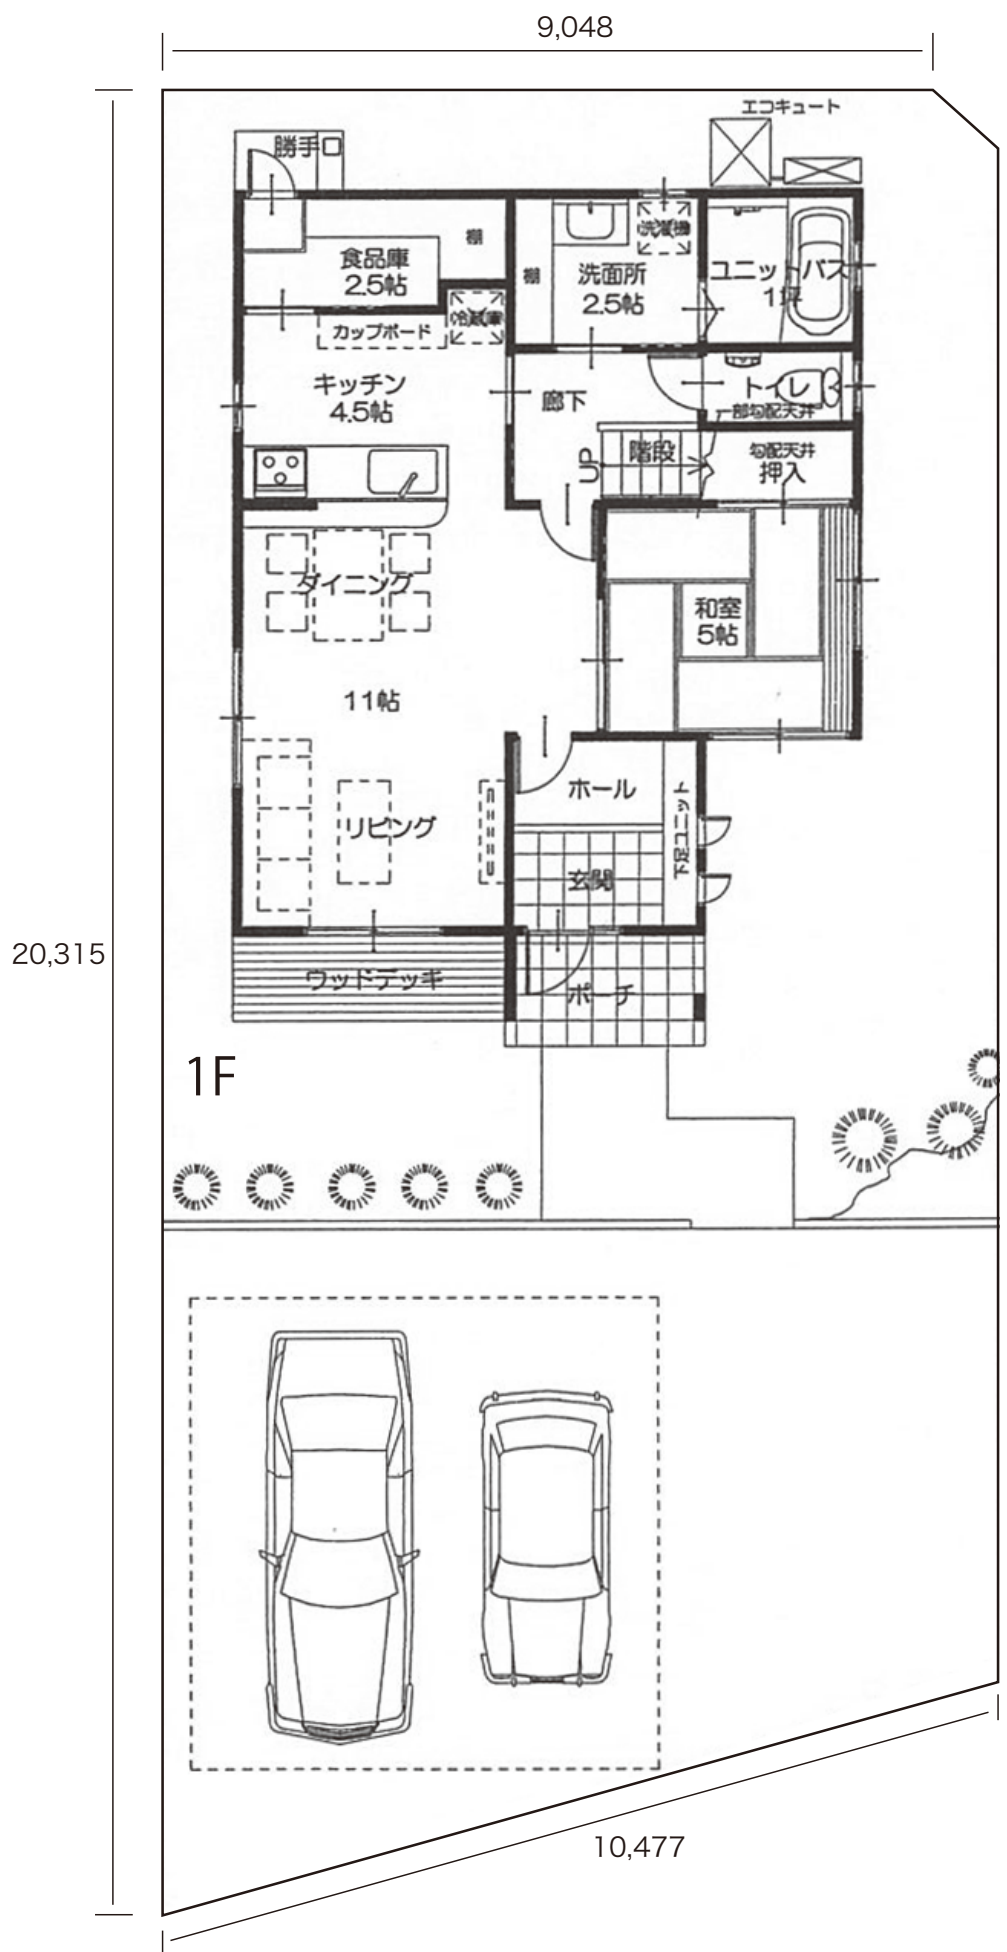 9,048
エコキュート
勝手口
棚
食品庫
2.5帖
棚
洗面所
2.5帖
洗濯機
ユニットバス
1坪
カップボード
冷蔵庫
キッチン
4.5帖
廊下
トイレ
一部勾配天井
UP
階段
勾配天井
押入
ダイニング
和室
5帖
11帖
ホール
下足ユニット
リビング
玄関
20,315
ウッドデッキ
ポーチ
1F
10,477